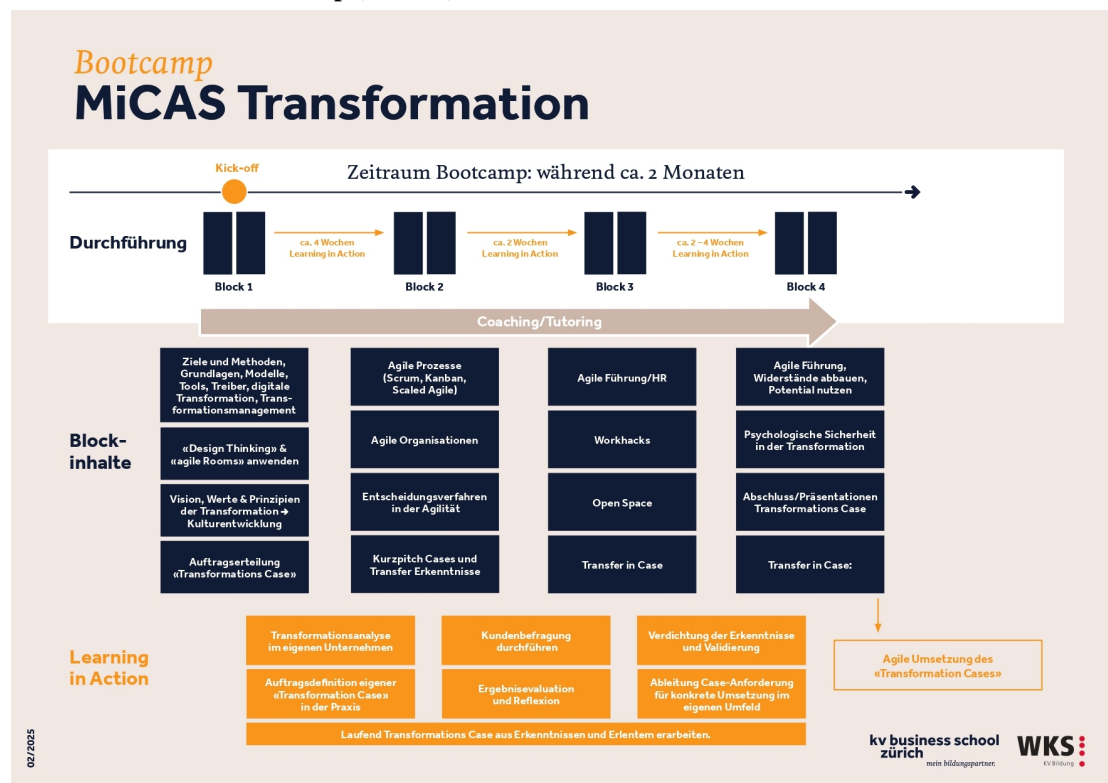 Bootcamp
MiCAS Transformation
Kick-off
Zeitraum Bootcamp: während ca. 2 Monaten
Durchführung
ca. 4 Wochen
Learning in Action
ca. 2 Wochen
Learning in Action
ca. 2 – 4 Wochen
Learning in Action
Block 1
Block 2
Block 3
Block 4
Coaching/Tutoring
Block-
inhalte
Ziele und Methoden,
Grundlagen, Modelle,
Tools, Treiber, digitale
Transformation, Trans-
formationsmanagement
«Design Thinking» &
«agile Rooms» anwenden
Vision, Werte & Prinzipien
der Transformation →
Kulturentwicklung
Auftragserteilung
«Transformations Case»
Agile Prozesse
(Scrum, Kanban,
Scaled Agile)
Agile Organisationen
Entscheidungsverfahren
in der Agilität
Kurzpitch Cases und
Transfer Erkenntnisse
Agile Führung/HR
Workhacks
Open Space
Transfer in Case
Agile Führung,
Widerstände abbauen,
Potential nutzen
Psychologische Sicherheit
in der Transformation
Abschluss/Präsentationen
Transformations Case
Transfer in Case:
Learning
in Action
Transformationsanalyse
im eigenen Unternehmen
Auftragsdefinition eigener
«Transformation Case»
in der Praxis
Kundenbefragung
durchführen
Ergebnisevaluation
und Reflexion
Verdichtung der Erkenntnisse
und Validierung
Ableitung Case-Anforderung
für konkrete Umsetzung im
eigenen Umfeld
Laufend Transformations Case aus Erkenntnissen und Erlentem erarbeiten.
Agile Umsetzung des
«Transformation Cases»
02/2025
kv business school
zürich
mein bildungspartner.
WKS
KV Bildung